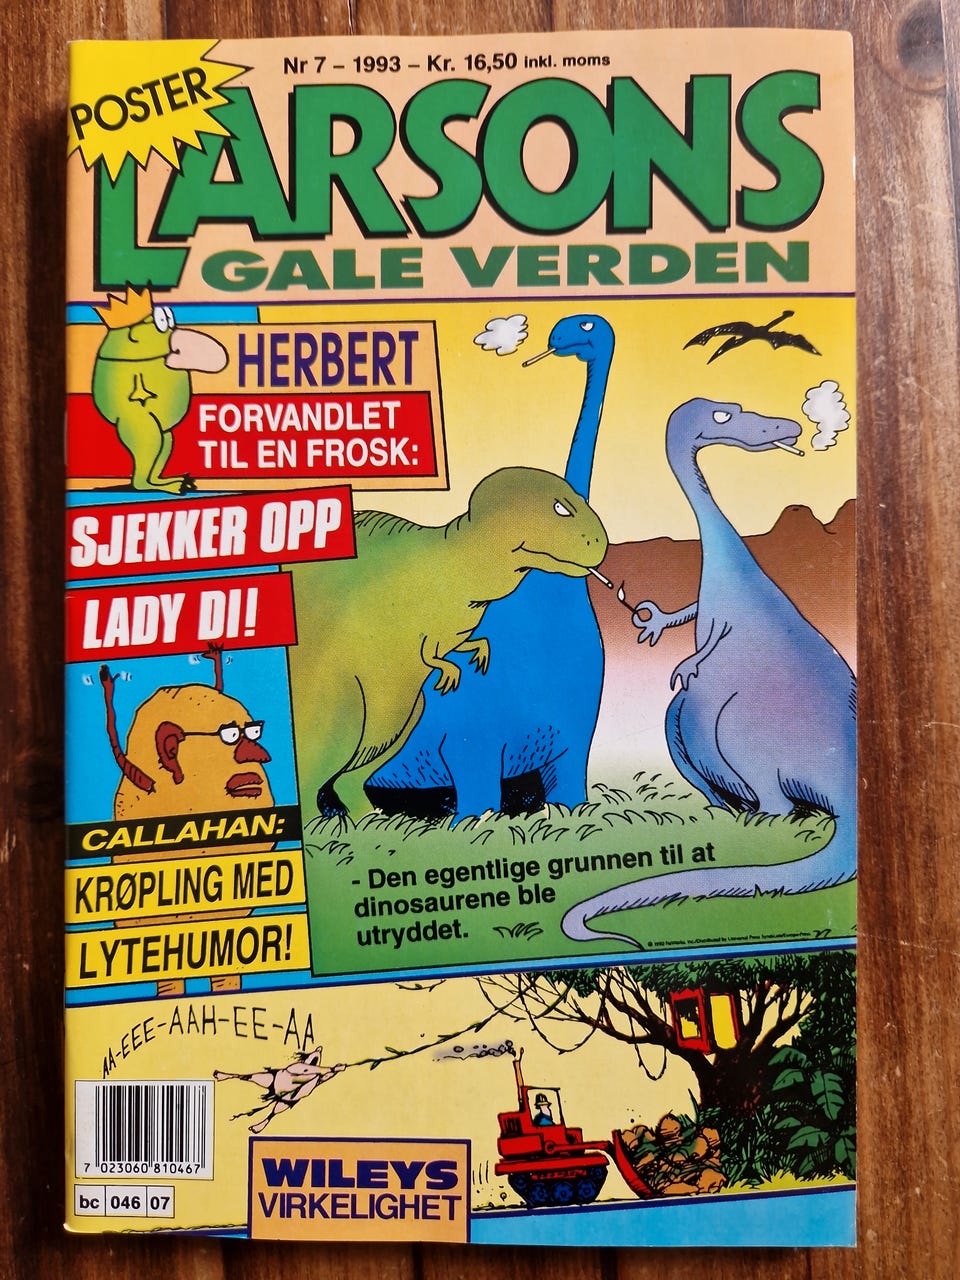 POSTER
Nr 7 – 1993 – Kr. 16,50 inkl. moms
LARSONS
GALE VERDEN
HERBERT
FORVANDLET
TIL EN FROSK:
SJEKKER OPP
LADY DI!
CALLAHAN:
KRØPLING MED
LYTEHUMOR!
- Den egentlige grunnen til at
dinosaurene ble
utryddet.
AA-EEE-AAH-EE-AA
7 023060 810467
bc 046 07
WILEYS
VIRKELIGHET